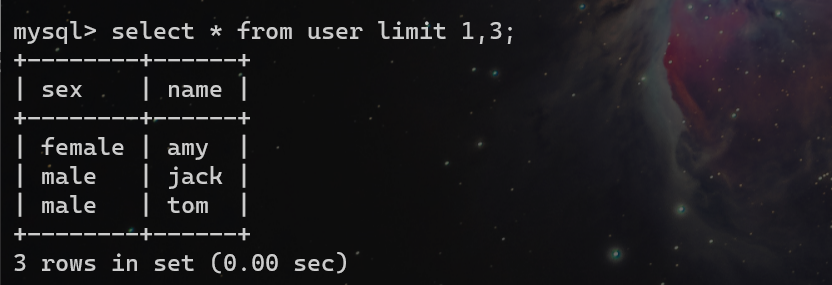 mysql> select * from user limit 1,3;
+--------+------+
| sex    | name |
+--------+------+
| female | amy  |
| male   | jack |
| male   | tom  |
+--------+------+
3 rows in set (0.00 sec)